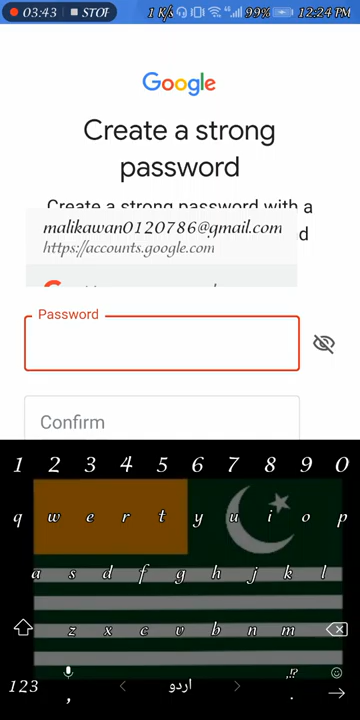 03:43 STOP 1 K/s 4G 99% 12:24 PM
Google
Create a strong
password
Create a strong password with a
malikawan0120786@gmail.com
https://accounts.google.com
d
Password
Confirm
1 2 3 4 5 6 7 8 9 0
q w e r t y u i o p
a s d f g h j k l
z x c v b n m
,!?
123 , اردو .